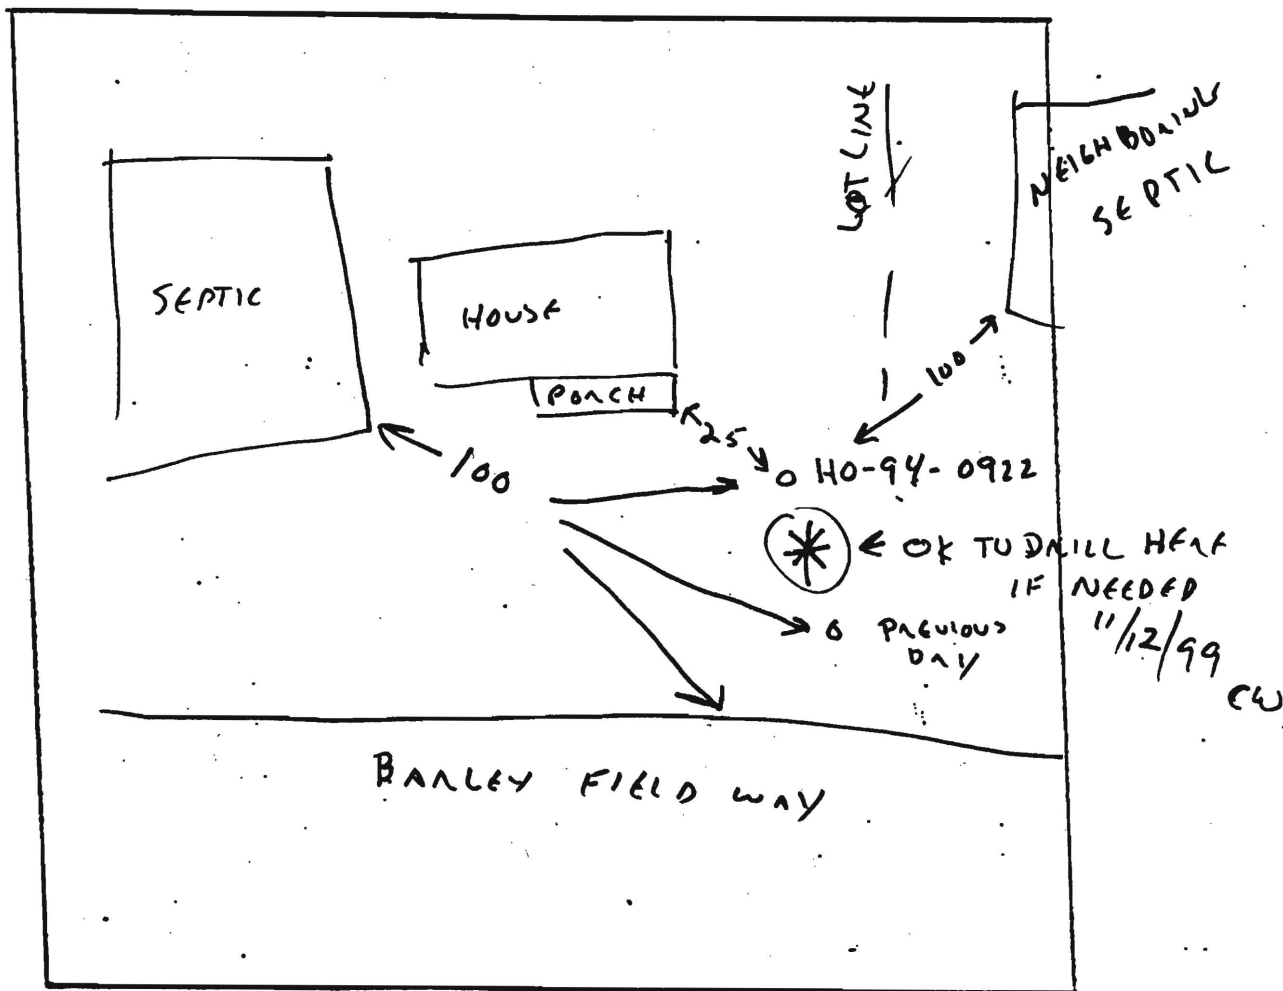 LOT LINE
NEIGHBORING
SEPTIC
SEPTIC
HOUSE
PORCH
100
25
100
HO-94-0922
OK TO DRILL HERE
IF NEEDED
11/12/99
CW
PREVIOUS
DRY
BARLEY FIELD WAY